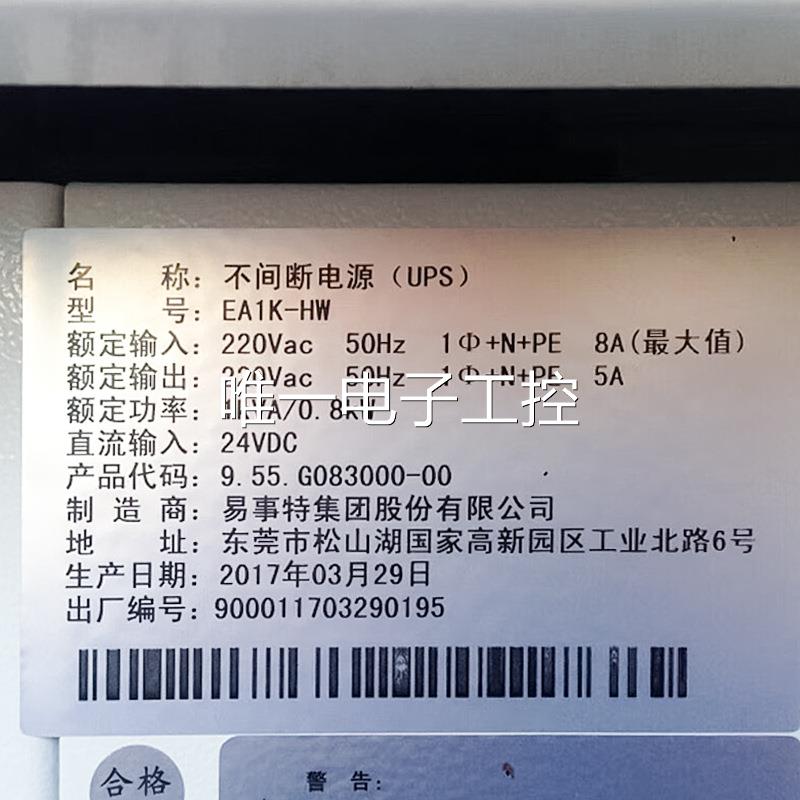 名 称：不间断电源（UPS）
型 号：EA1K-HW
额定输入：220Vac 50Hz 1Φ+N+PE 8A(最大值)
额定输出：220Vac 50Hz 1Φ+N+PE 5A
额定功率：1kVA/0.8kW
唯一电子工控
直流输入：24VDC
产品代码：9.55.G083000-00
制 造 商：易事特集团股份有限公司
地 址：东莞市松山湖国家高新园区工业北路6号
生产日期：2017年03月29日
出厂编号：900011703290195
合格
警 告：